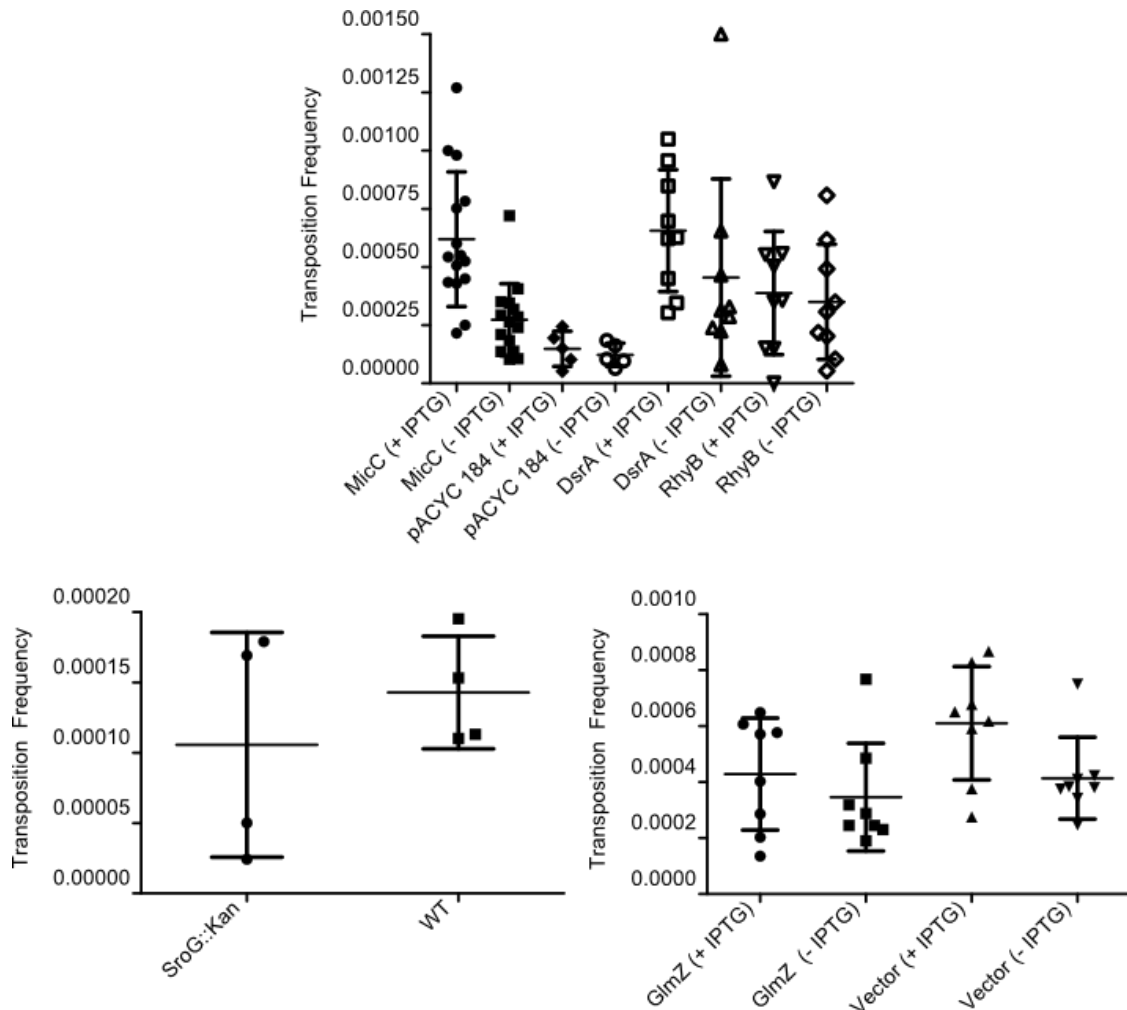 0.00150
0.00125
0.00100
0.00075
0.00050
0.00025
0.00000
Transposition Frequency
MicC (+ IPTG)
MicC (- IPTG)
pACYC 184 (+ IPTG)
pACYC 184 (- IPTG)
DsrA (+ IPTG)
DsrA (- IPTG)
RhyB (+ IPTG)
RhyB (- IPTG)
0.00020
0.00015
0.00010
0.00005
0.00000
Transposition Frequency
SroG::Kan
WT
0.0010
0.0008
0.0006
0.0004
0.0002
0.0000
Transposition Frequency
GlmZ (+ IPTG)
GlmZ (- IPTG)
Vector (+ IPTG)
Vector (- IPTG)